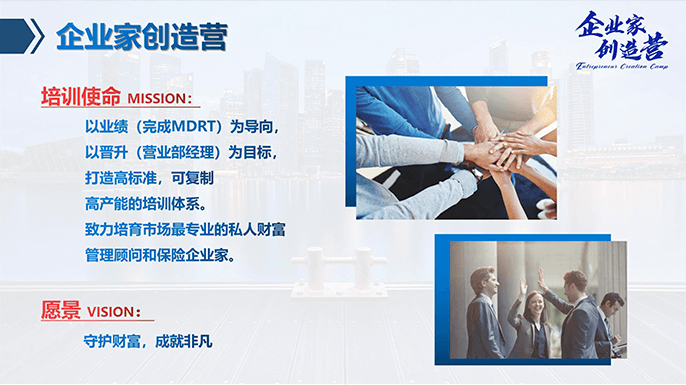 企业家创造营
企业家
创造营
Entrepreneur Creation Camp
培训使命 MISSION：
以业绩（完成MDRT）为导向，
以晋升（营业部经理）为目标，
打造高标准，可复制
高产能的培训体系。
致力培育市场最专业的私人财富
管理顾问和保险企业家。
愿景 VISION：
守护财富，成就非凡